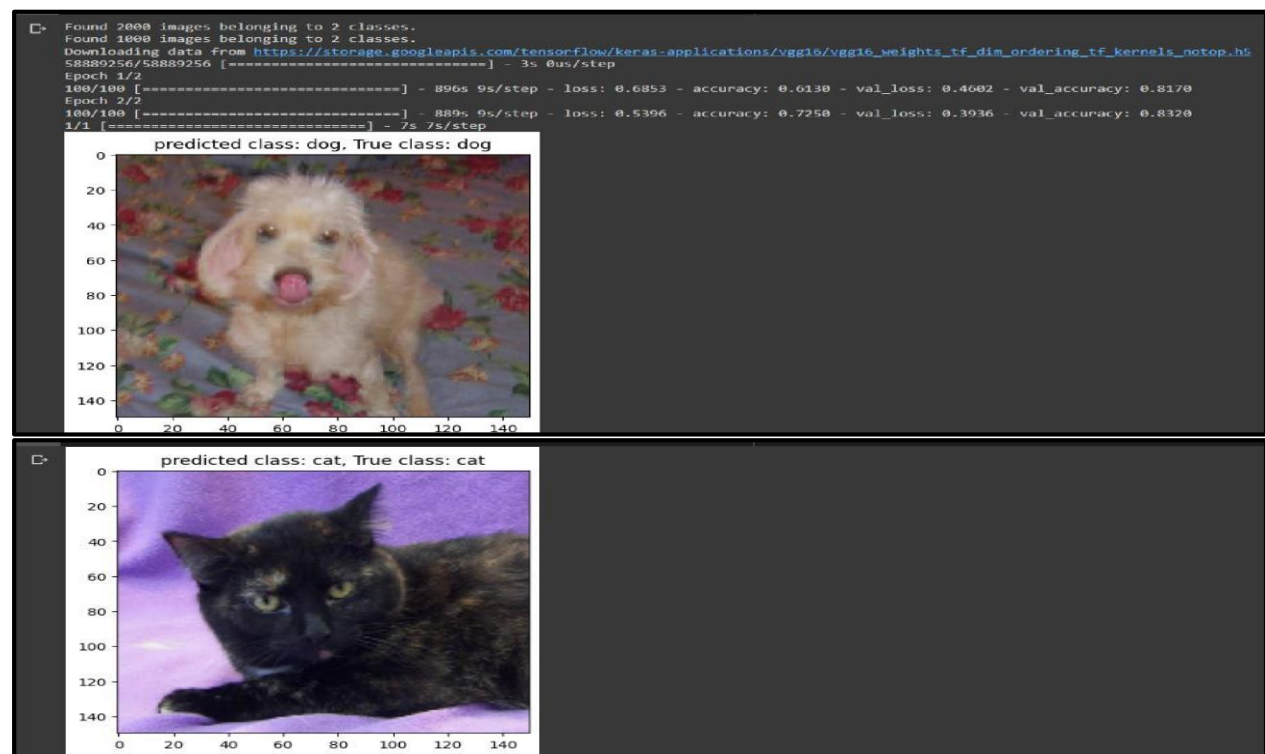 Found 2000 images belonging to 2 classes.
Found 1000 images belonging to 2 classes.
Downloading data from https://storage.googleapis.com/tensorflow/keras-applications/vgg16/vgg16_weights_tf_dim_ordering_tf_kernels_notop.h5
58889256/58889256 [==============================] - 3s 0us/step
Epoch 1/2
100/100 [==============================] - 896s 9s/step - loss: 0.6853 - accuracy: 0.6130 - val_loss: 0.4602 - val_accuracy: 0.8170
Epoch 2/2
100/100 [==============================] - 889s 9s/step - loss: 0.5396 - accuracy: 0.7250 - val_loss: 0.3936 - val_accuracy: 0.8320
1/1 [==============================] - 7s 7s/step
predicted class: dog, True class: dog
0
20
40
60
80
100
120
140
0 20 40 60 80 100 120 140
predicted class: cat, True class: cat
0
20
40
60
80
100
120
140
0 20 40 60 80 100 120 140